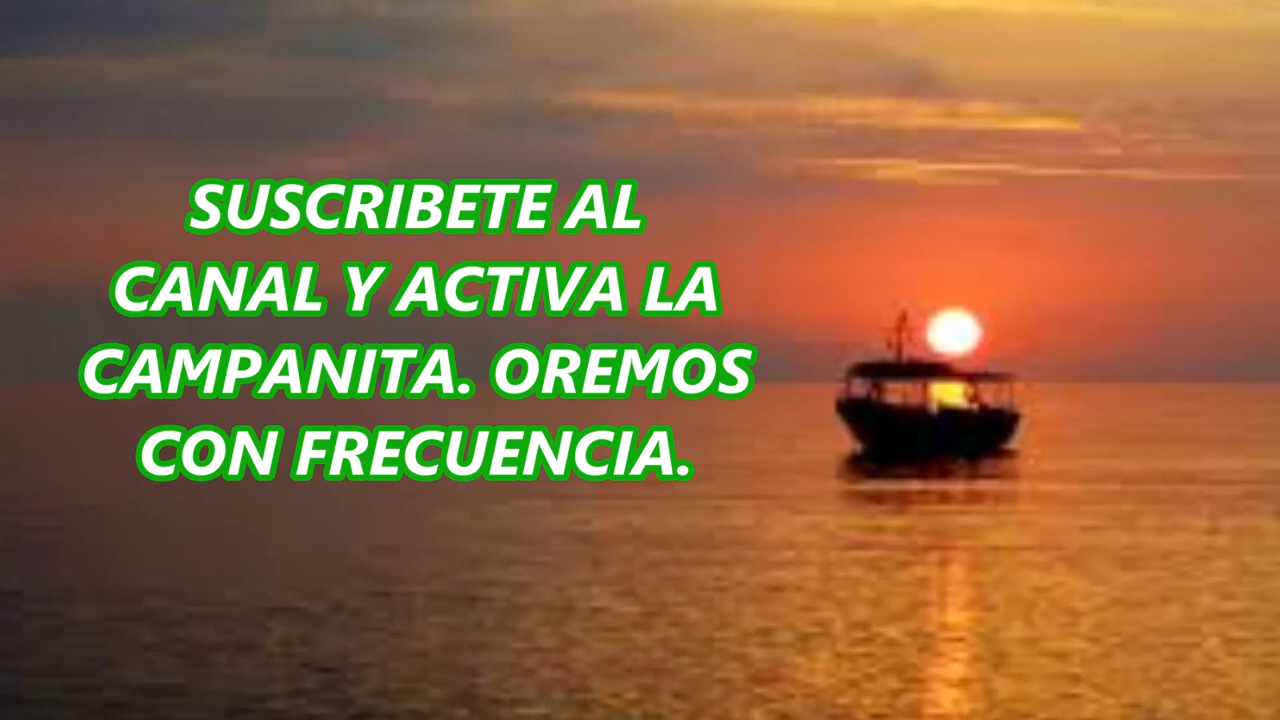 SUSCRIBETE AL
CANAL Y ACTIVA LA
CAMPANITA. OREMOS
CON FRECUENCIA.